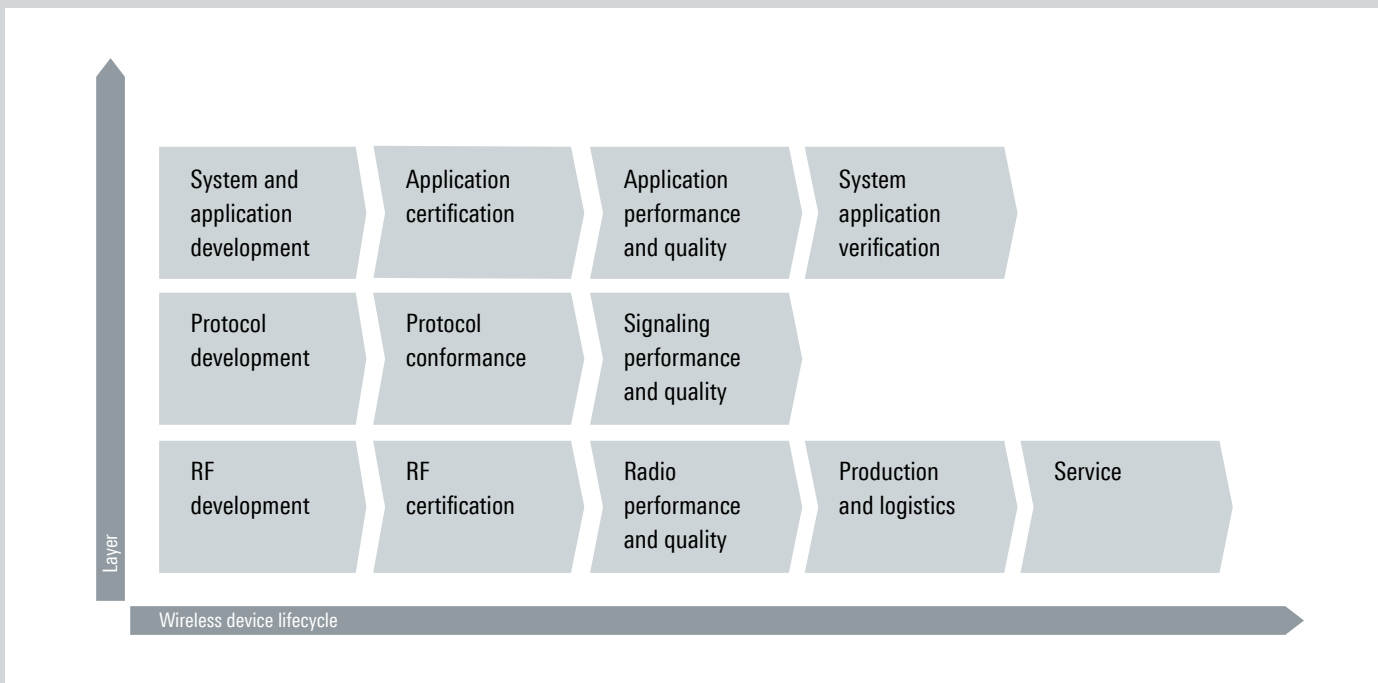 System and
application
development
Application
certification
Application
performance
and quality
System
application
verification
Protocol
development
Protocol
conformance
Signaling
performance
and quality
RF
development
RF
certification
Radio
performance
and quality
Production
and logistics
Service
Layer
Wireless device lifecycle